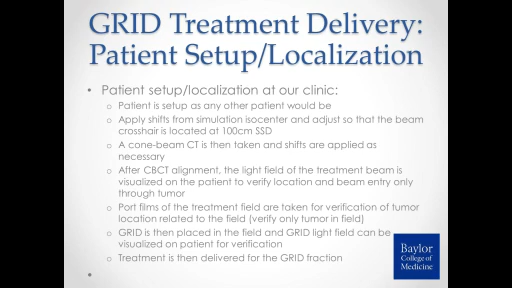 GRID Treatment Delivery:
Patient Setup/Localization
• Patient setup/localization at our clinic:
o Patient is setup as any other patient would be
o Apply shifts from simulation isocenter and adjust so that the beam
crosshair is located at 100cm SSD
o A cone-beam CT is then taken and shifts are applied as
necessary
o After CBCT alignment, the light field of the treatment beam is
visualized on the patient to verify location and beam entry only
through tumor
o Port films of the treatment field are taken for verification of tumor
location related to the field (verify only tumor in field)
o GRID is then placed in the field and GRID light field can be
visualized on patient for verification
o Treatment is then delivered for the GRID fraction
•
Baylor
College of
Medicine